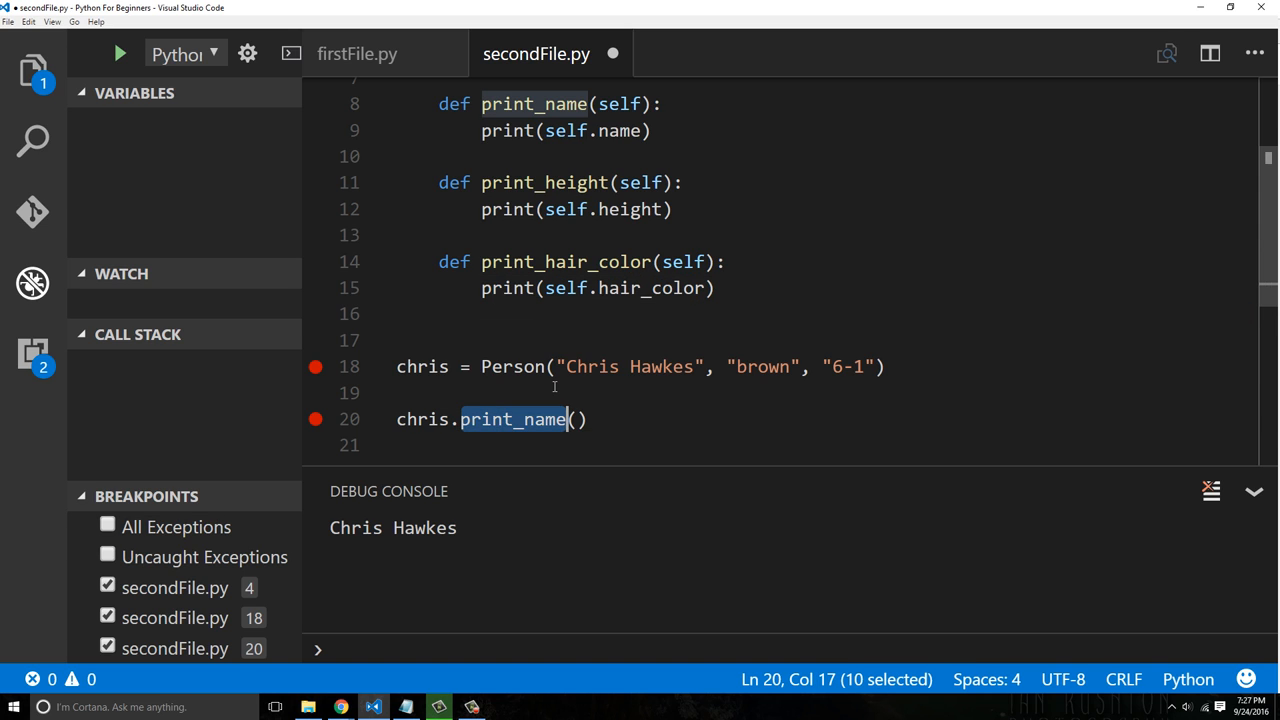 ● secondFile.py - Python For Beginners - Visual Studio Code
File Edit View Go Help
Python
firstFile.py
secondFile.py
VARIABLES
WATCH
CALL STACK
BREAKPOINTS
All Exceptions
Uncaught Exceptions
secondFile.py 4
secondFile.py 18
secondFile.py 20
1
2
7
8 def print_name(self):
9 print(self.name)
10
11 def print_height(self):
12 print(self.height)
13
14 def print_hair_color(self):
15 print(self.hair_color)
16
17
18 chris = Person("Chris Hawkes", "brown", "6-1")
19
20 chris.print_name()
21
DEBUG CONSOLE
Chris Hawkes
0 0
Ln 20, Col 17 (10 selected) Spaces: 4 UTF-8 CRLF Python
I'm Cortana. Ask me anything.
7:27 PM
9/24/2016